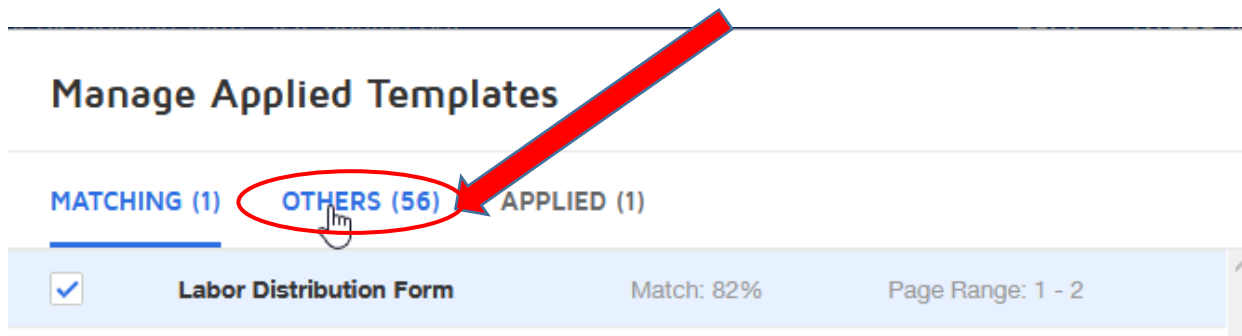 Manage Applied Templates
MATCHING (1) OTHERS (56) APPLIED (1)
Labor Distribution Form Match: 82% Page Range: 1 - 2